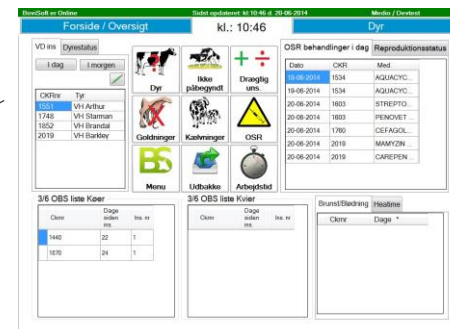 BoviSoft er Online Sidst opdateret: kl:10:46 d. 20-06-2014 Medio / Devtest
Forside / Oversigt kl.: 10:46 Dyr
VD ins Dyrestatus
I dag I morgen
CKRnr Tyr
1551 VH Arthur
1748 VH Starman
1852 VH Brandal
2019 VH Barkley
Dyr
Ikke påbegyndt
Drægtig uns.
Goldninger
Kælvninger
OSR
BS
Menu
Udbakke
Arbejdstid
OSR behandlinger i dag Reproduktionsstatus
Dato CKR Med.
19-06-2014 1534 AQUACYC...
19-06-2014 1534 AQUACYC...
20-06-2014 1603 STREPTO...
20-06-2014 1603 PENOVET ...
20-06-2014 1760 CEFAGOL...
20-06-2014 2019 MAMYZIN ...
20-06-2014 2019 CAREPEN ...
3/6 OBS liste Køer
Ckrnr Dage siden ins. Ins. nr
1440 22 1
1870 24 1
3/6 OBS liste Kvier
Ckrnr Dage siden ins. Ins. nr
Brunst/Blødning Heatime
Ckrnr Dage